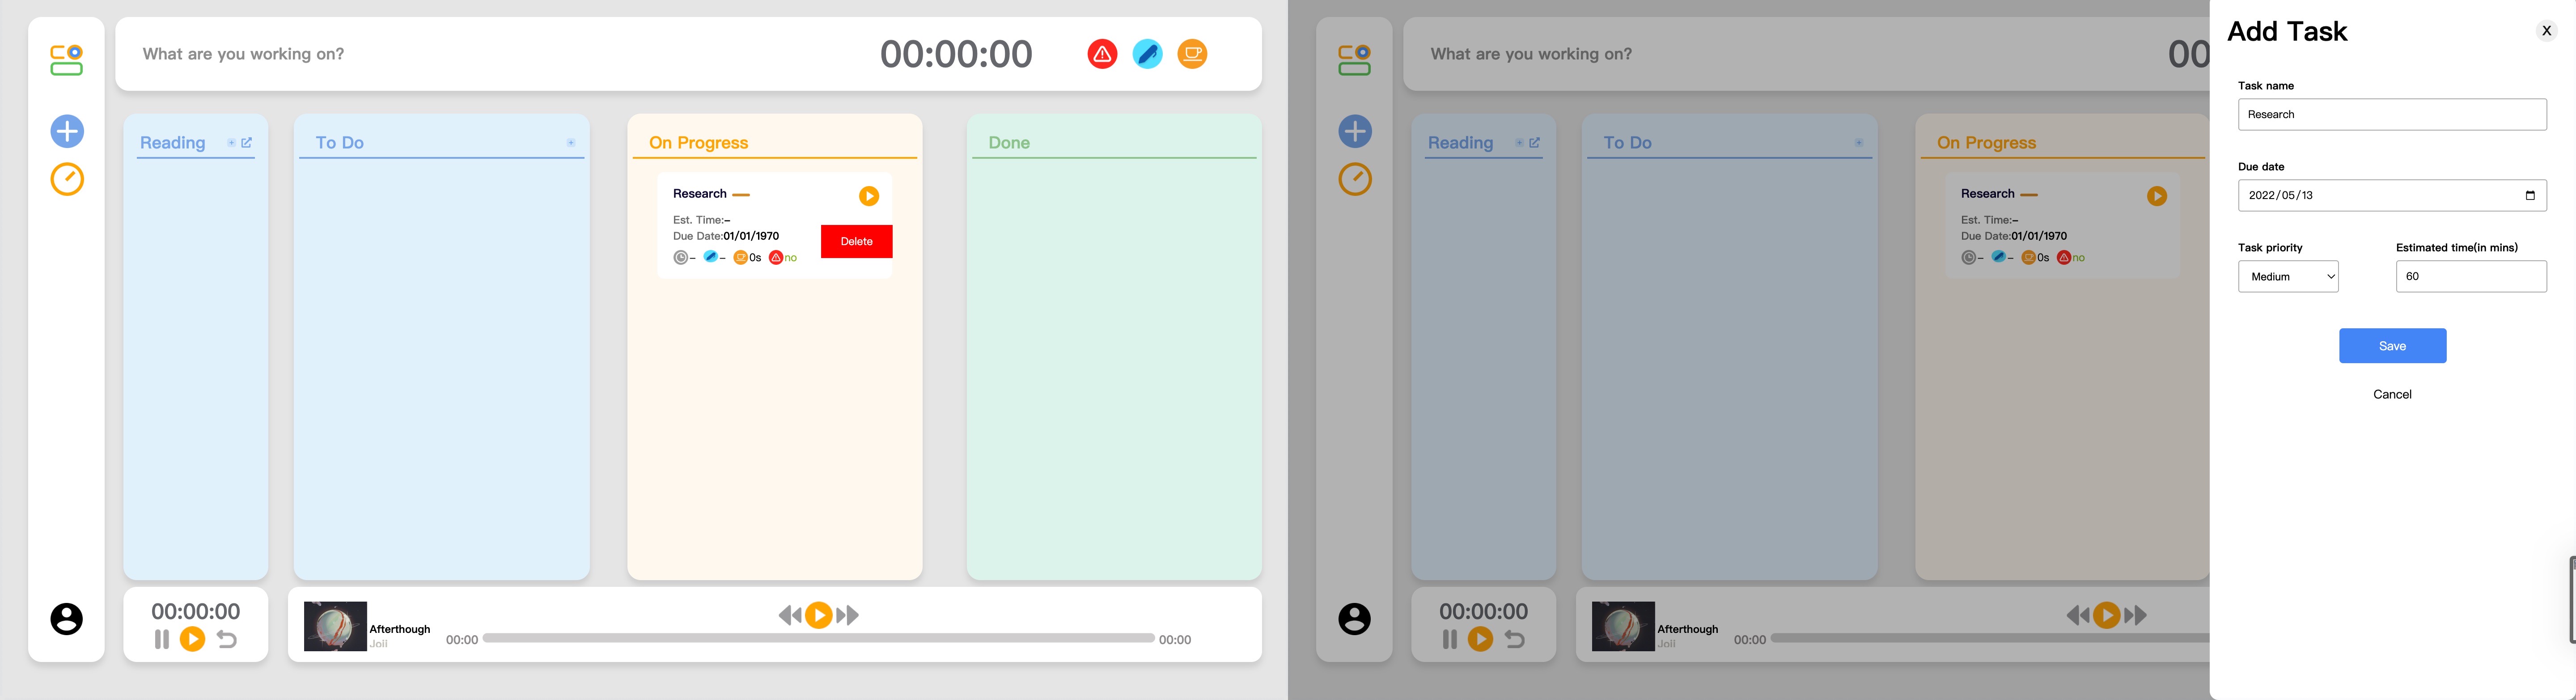 What are you working on?
00:00:00
Reading
To Do
On Progress
Done
Research
Est. Time:–
Due Date:01/01/1970
–
–
0s
no
Delete
00:00:00
Afterthough
Joii
00:00
00:00
What are you working on?
00
Reading
To Do
On Progress
Research
Est. Time:–
Due Date:01/01/1970
–
–
0s
no
00:00:00
Afterthough
Joii
00:00
Add Task
X
Task name
Research
Due date
2022/05/13
Task priority
Estimated time(in mins)
Medium
60
Save
Cancel